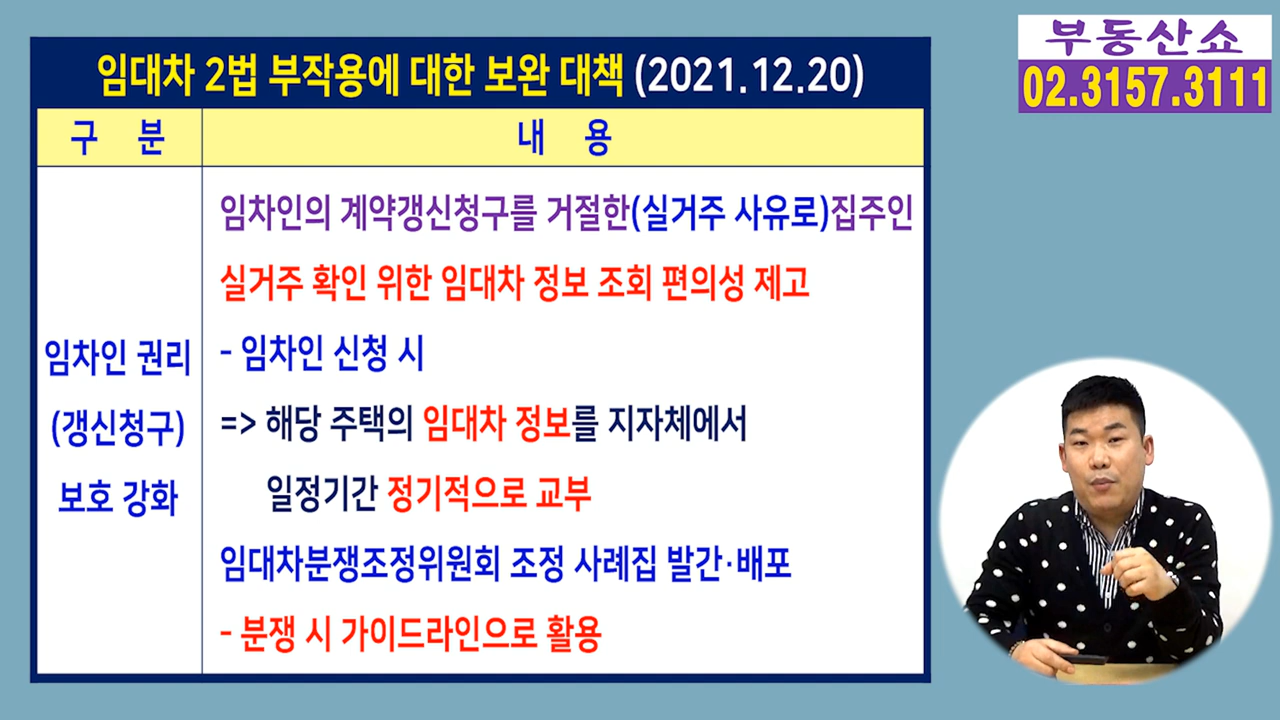 부동산쇼
02.3157.3111
임대차 2법 부작용에 대한 보완 대책 (2021.12.20)
구 분
내 용
임차인 권리
(갱신청구)
보호 강화
임차인의 계약갱신청구를 거절한(실거주 사유로)집주인
실거주 확인 위한 임대차 정보 조회 편의성 제고
- 임차인 신청 시
=> 해당 주택의 임대차 정보를 지자체에서
일정기간 정기적으로 교부
임대차분쟁조정위원회 조정 사례집 발간·배포
- 분쟁 시 가이드라인으로 활용